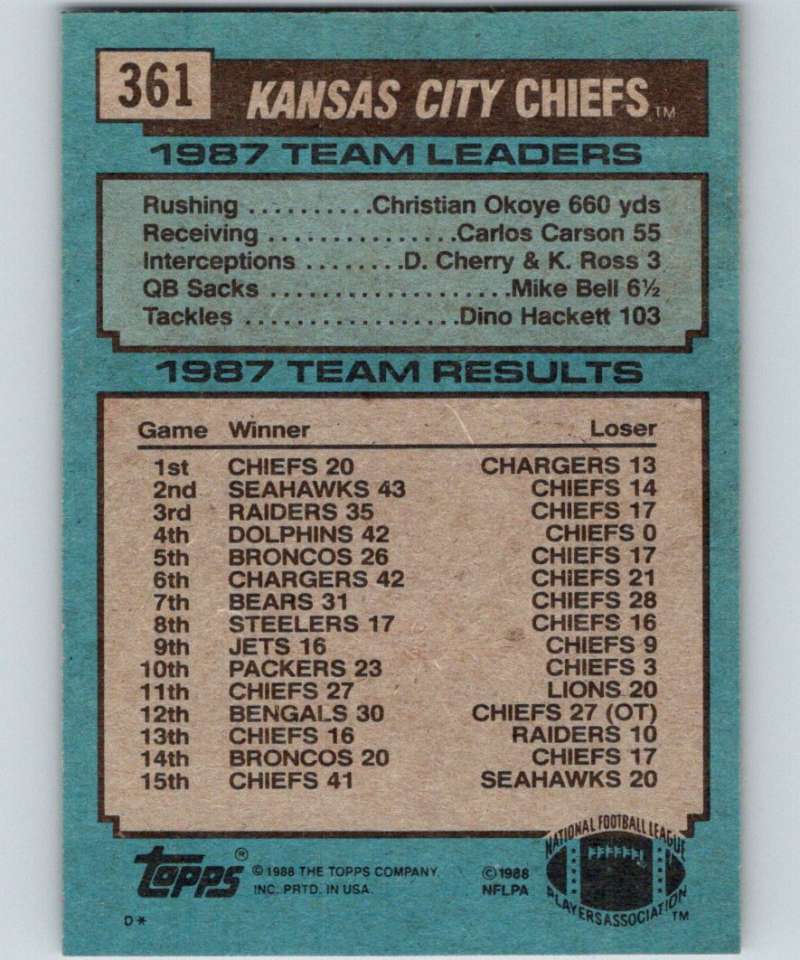 361
KANSAS CITY CHIEFS™
1987 TEAM LEADERS
Rushing ..........Christian Okoye 660 yds
Receiving ...............Carlos Carson 55
Interceptions ........D. Cherry & K. Ross 3
QB Sacks ...................Mike Bell 6½
Tackles .................Dino Hackett 103
1987 TEAM RESULTS
Game Winner Loser
1st CHIEFS 20 CHARGERS 13
2nd SEAHAWKS 43 CHIEFS 14
3rd RAIDERS 35 CHIEFS 17
4th DOLPHINS 42 CHIEFS 0
5th BRONCOS 26 CHIEFS 17
6th CHARGERS 42 CHIEFS 21
7th BEARS 31 CHIEFS 28
8th STEELERS 17 CHIEFS 16
9th JETS 16 CHIEFS 9
10th PACKERS 23 CHIEFS 3
11th CHIEFS 27 LIONS 20
12th BENGALS 30 CHIEFS 27 (OT)
13th CHIEFS 16 RAIDERS 10
14th BRONCOS 20 CHIEFS 17
15th CHIEFS 41 SEAHAWKS 20
TOPPS® © 1988 THE TOPPS COMPANY,
INC. PRTD. IN USA.
© 1988
NFLPA
NATIONAL FOOTBALL LEAGUE
PLAYERS ASSOCIATION
TM
D*